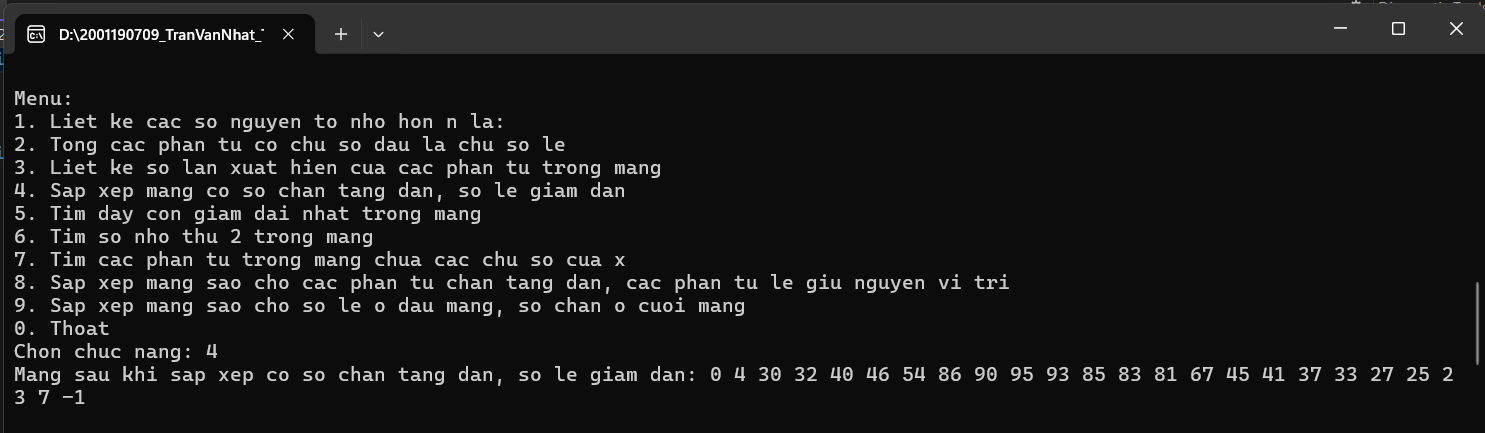 D:\2001190709_TranVanNhat_
Menu:
1. Liet ke cac so nguyen to nho hon n la:
2. Tong cac phan tu co chu so dau la chu so le
3. Liet ke so lan xuat hien cua cac phan tu trong mang
4. Sap xep mang co so chan tang dan, so le giam dan
5. Tim day con giam dai nhat trong mang
6. Tim so nho thu 2 trong mang
7. Tim cac phan tu trong mang chua cac chu so cua x
8. Sap xep mang sao cho cac phan tu chan tang dan, cac phan tu le giu nguyen vi tri
9. Sap xep mang sao cho so le o dau mang, so chan o cuoi mang
0. Thoat
Chon chuc nang: 4
Mang sau khi sap xep co so chan tang dan, so le giam dan: 0 4 30 32 40 46 54 86 90 95 93 85 83 81 67 45 41 37 33 27 25 2
3 7 -1